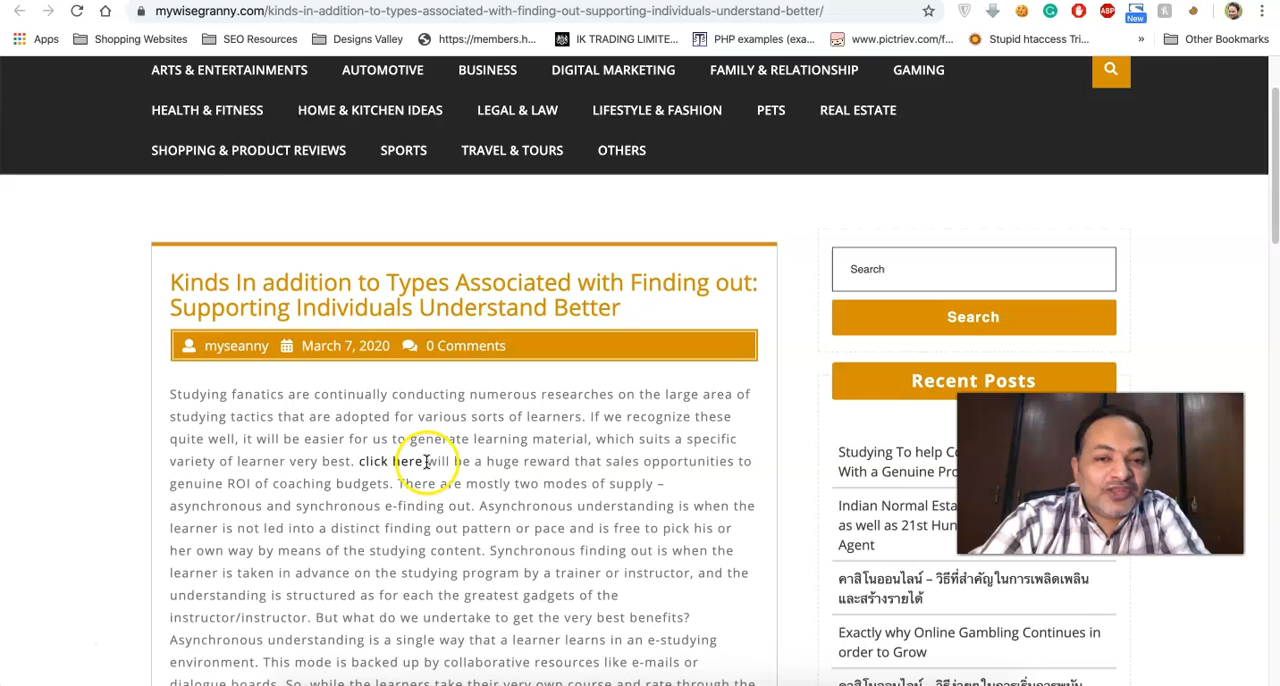 mywisegranny.com/kinds-in-addition-to-types-associated-with-finding-out-supporting-individuals-understand-better/
ABP
New
Apps
Shopping Websites
SEO Resources
Designs Valley
https://members.h...
IK TRADING LIMITE...
PHP examples (exa...
www.pictriev.com/f...
Stupid htaccess Tri...
»
Other Bookmarks
ARTS & ENTERTAINMENTS
AUTOMOTIVE
BUSINESS
DIGITAL MARKETING
FAMILY & RELATIONSHIP
GAMING
HEALTH & FITNESS
HOME & KITCHEN IDEAS
LEGAL & LAW
LIFESTYLE & FASHION
PETS
REAL ESTATE
SHOPPING & PRODUCT REVIEWS
SPORTS
TRAVEL & TOURS
OTHERS
Kinds In addition to Types Associated with Finding out:
Supporting Individuals Understand Better
myseanny
March 7, 2020
0 Comments
Studying fanatics are continually conducting numerous researches on the large area of
studying tactics that are adopted for various sorts of learners. If we recognize these
quite well, it will be easier for us to generate learning material, which suits a specific
variety of learner very best. click here will be a huge reward that sales opportunities to
genuine ROI of coaching budgets. There are mostly two modes of supply –
asynchronous and synchronous e-finding out. Asynchronous understanding is when the
learner is not led into a distinct finding out pattern or pace and is free to pick his or
her own way by means of the studying content. Synchronous finding out is when the
learner is taken in advance on the studying program by a trainer or instructor, and the
understanding is structured as for each the greatest gadgets of the
instructor/instructor. But what do we undertake to get the very best benefits?
Asynchronous understanding is a single way that a learner learns in an e-studying
environment. This mode is backed up by collaborative resources like e-mails or
dialogue boards. So, while the learners take their very own course and rate through the
Search
Search
Recent Posts
Studying To help
With a Genuine
Indian Normal
as well as 21st
Agent
คาสิโนออนไลน์ – วิธีที่สำคัญในการเพลิดเพลิน
และสร้างรายได้
Exactly why Online Gambling Continues in
order to Grow